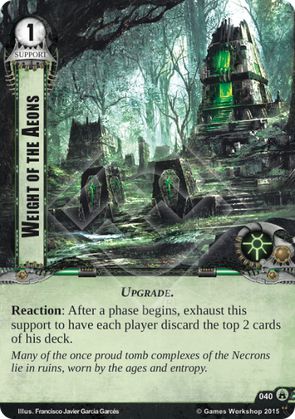 1
SUPPORT
WEIGHT OF THE AEONS
UPGRADE.
Reaction: After a phase begins, exhaust this
support to have each player discard the top 2 cards
of his deck.
Many of the once proud tomb complexes of the Necrons
lie in ruins, worn by the ages and entropy.
040
Illus. Francisco Javier García Garcés
© Games Workshop 2015